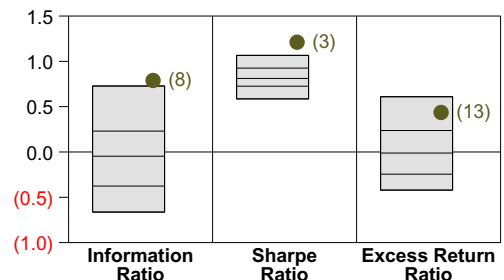 1.5
1.0
0.5
0.0
(0.5)
(1.0)
(8)
(3)
(13)
Information
Ratio
Sharpe
Ratio
Excess Return
Ratio